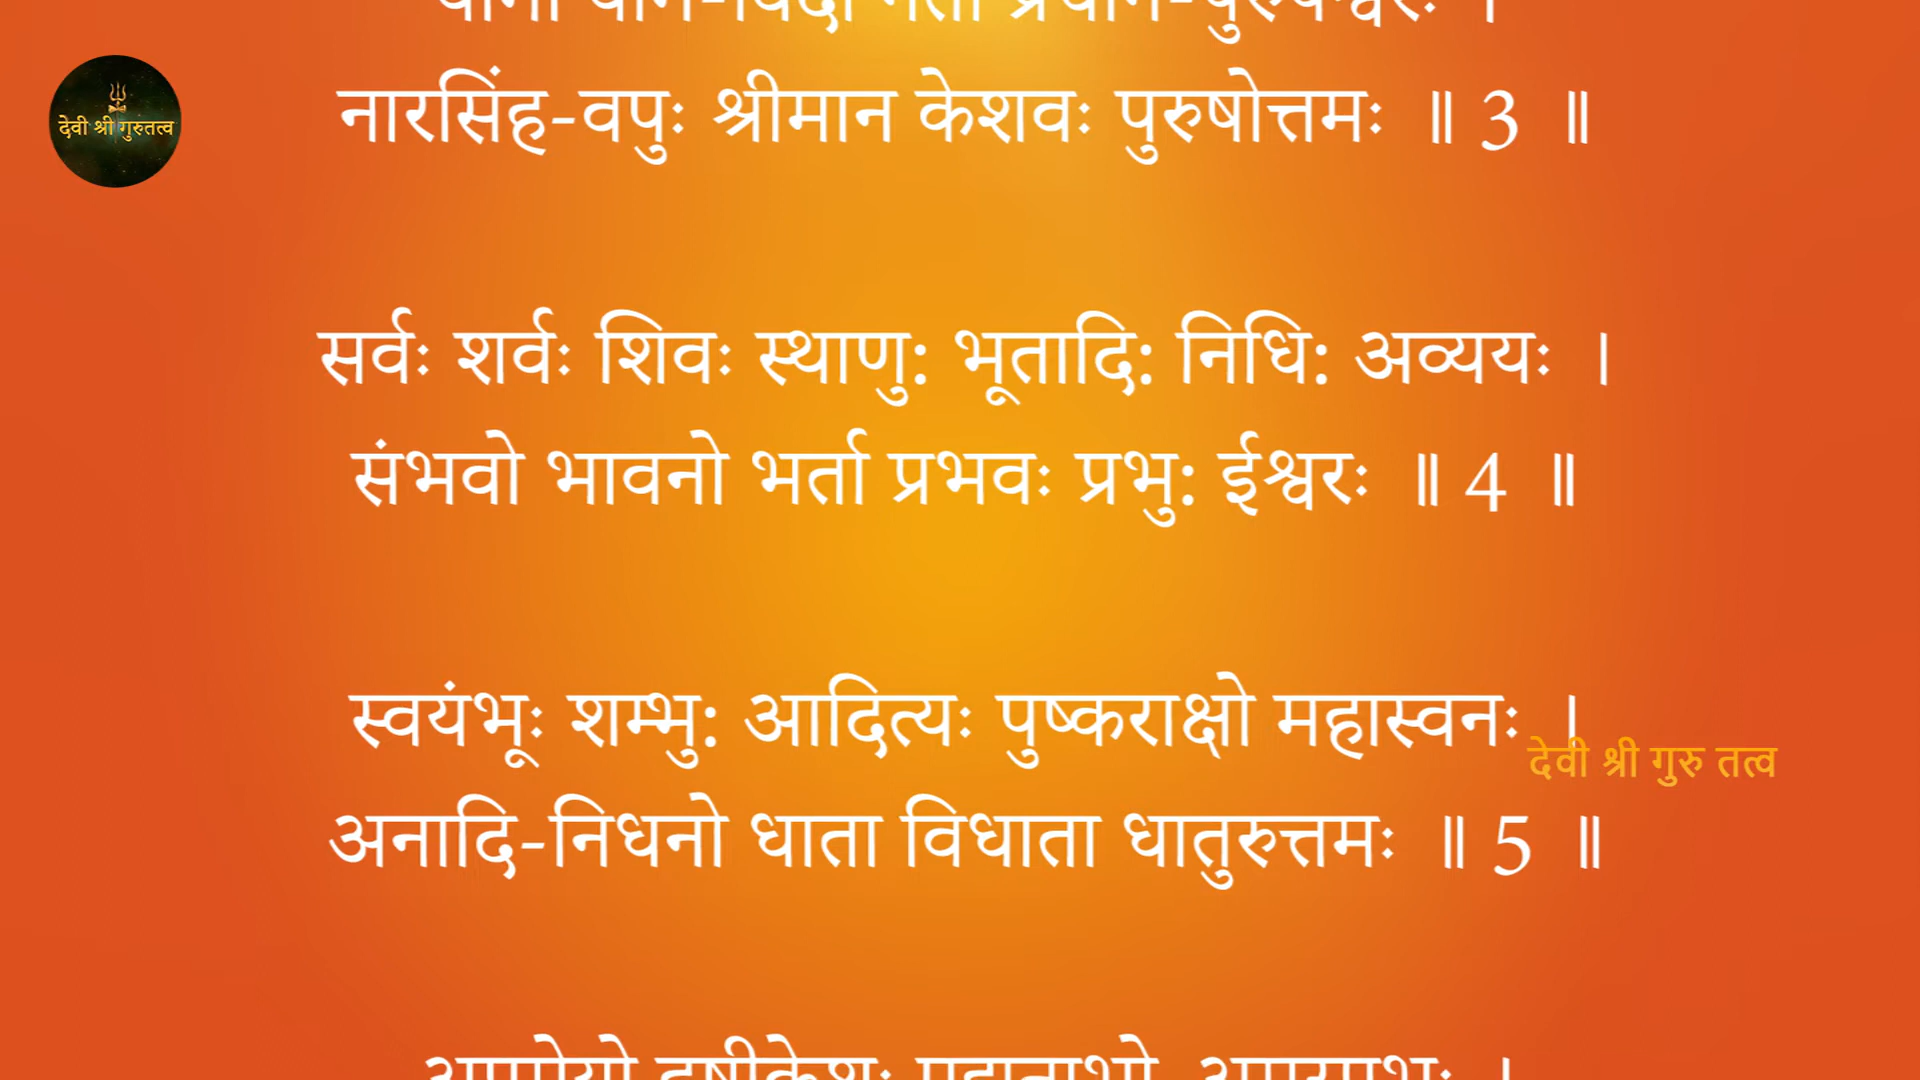 देवी श्री गुरुतत्व
नारसिंह-वपुः श्रीमान केशवः पुरुषोत्तमः ॥ 3 ॥
सर्वः शर्वः शिवः स्थाणु: भूतादि: निधि: अव्ययः ।
संभवो भावनो भर्ता प्रभवः प्रभु: ईश्वरः ॥ 4 ॥
स्वयंभूः शम्भु: आदित्यः पुष्कराक्षो महास्वनः ।
देवी श्री गुरु तत्व
अनादि-निधनो धाता विधाता धातुरुत्तमः ॥ 5 ॥